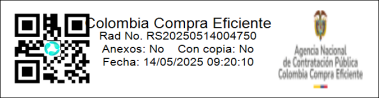 Colombia Compra Eficiente
Rad No. RS20250514004750
Anexos: No    Con copia: No
Fecha: 14/05/2025 09:20:10
Agencia Nacional
de Contratación Pública
Colombia Compra Eficiente